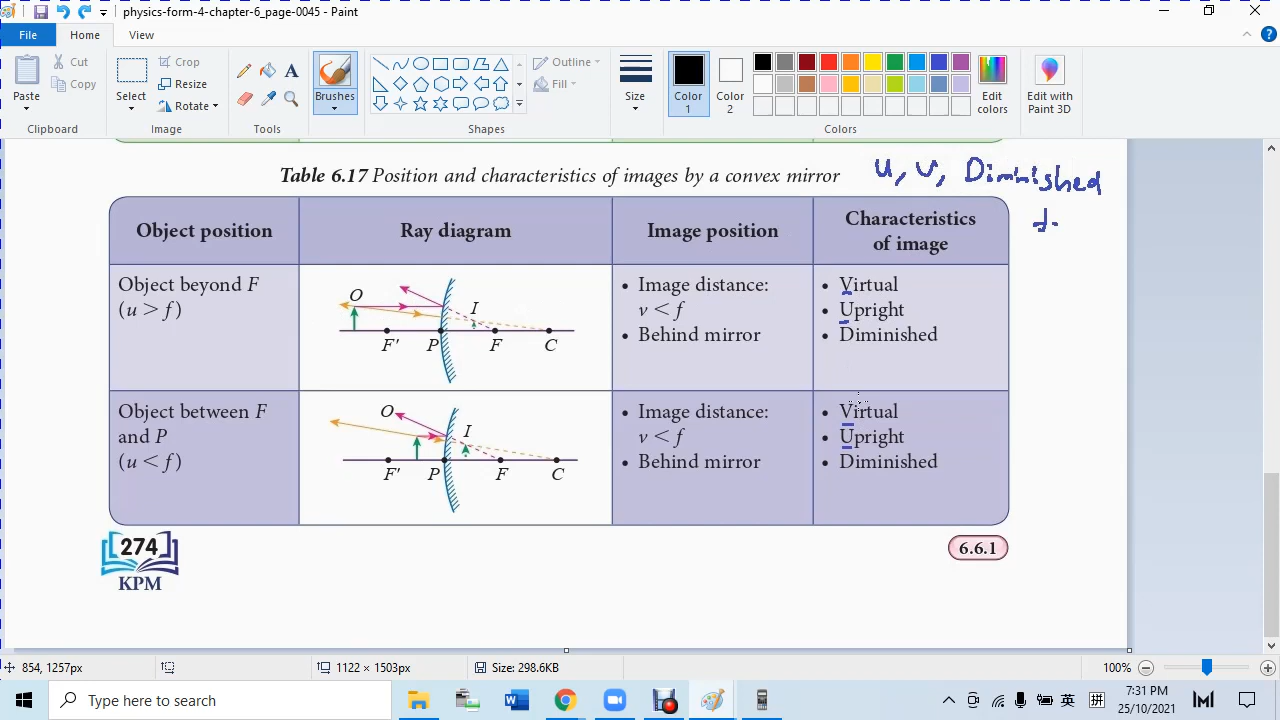 physics-form-4-chapter-6_page-0045 - Paint
File Home View
Paste Cut Copy Clipboard
Select Crop Resize Rotate Image
Tools
Brushes
Outline Fill Shapes
Size
Color 1 Color 2 Edit colors Colors
Edit with Paint 3D
Table 6.17 Position and characteristics of images by a convex mirror
u, v, Diminished
Object position Ray diagram Image position Characteristics of image
Object beyond F
(u > f)
O I F' P F C
• Image distance:
v < f
• Behind mirror
• Virtual
• Upright
• Diminished
Object between F
and P
(u < f)
O I F' P F C
• Image distance:
v < f
• Behind mirror
• Virtual
• Upright
• Diminished
274
KPM
6.6.1
854, 1257px 1122 × 1503px Size: 298.6KB 100%
Type here to search
英 拼 7:31 PM
25/10/2021